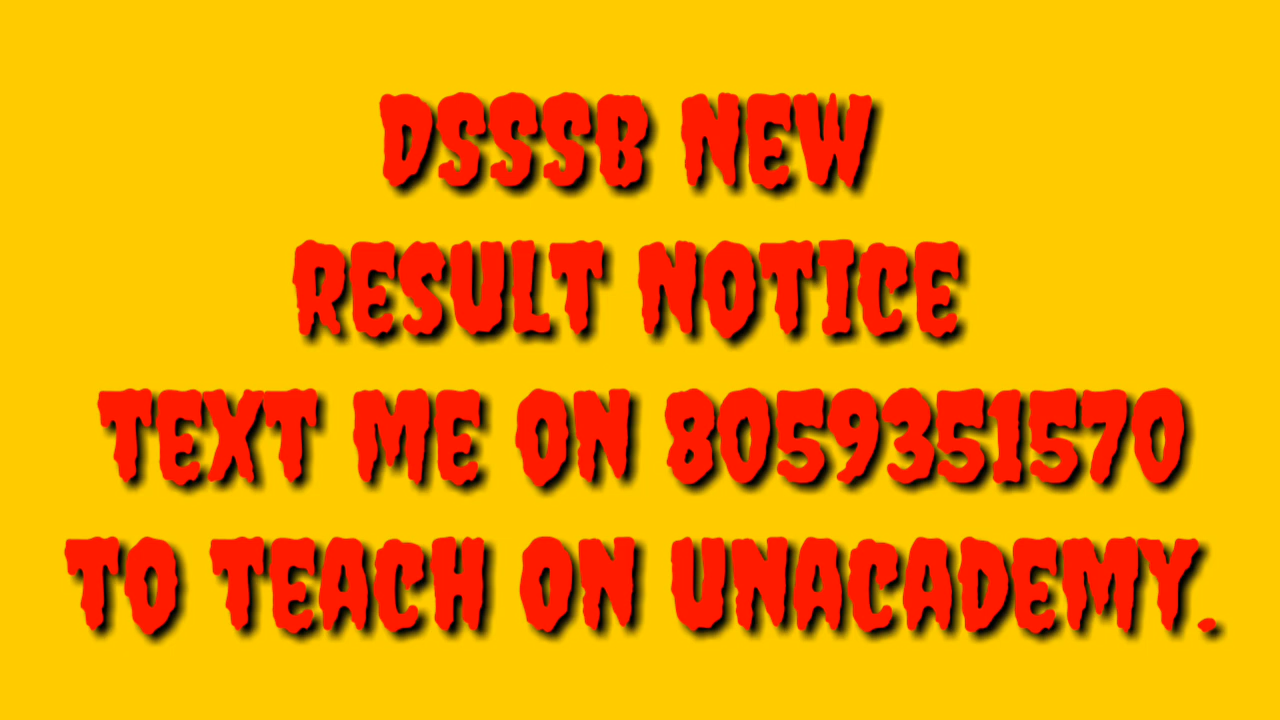 DSSSB NEW
RESULT NOTICE
TEXT ME ON 8059351570
TO TEACH ON UNACADEMY.